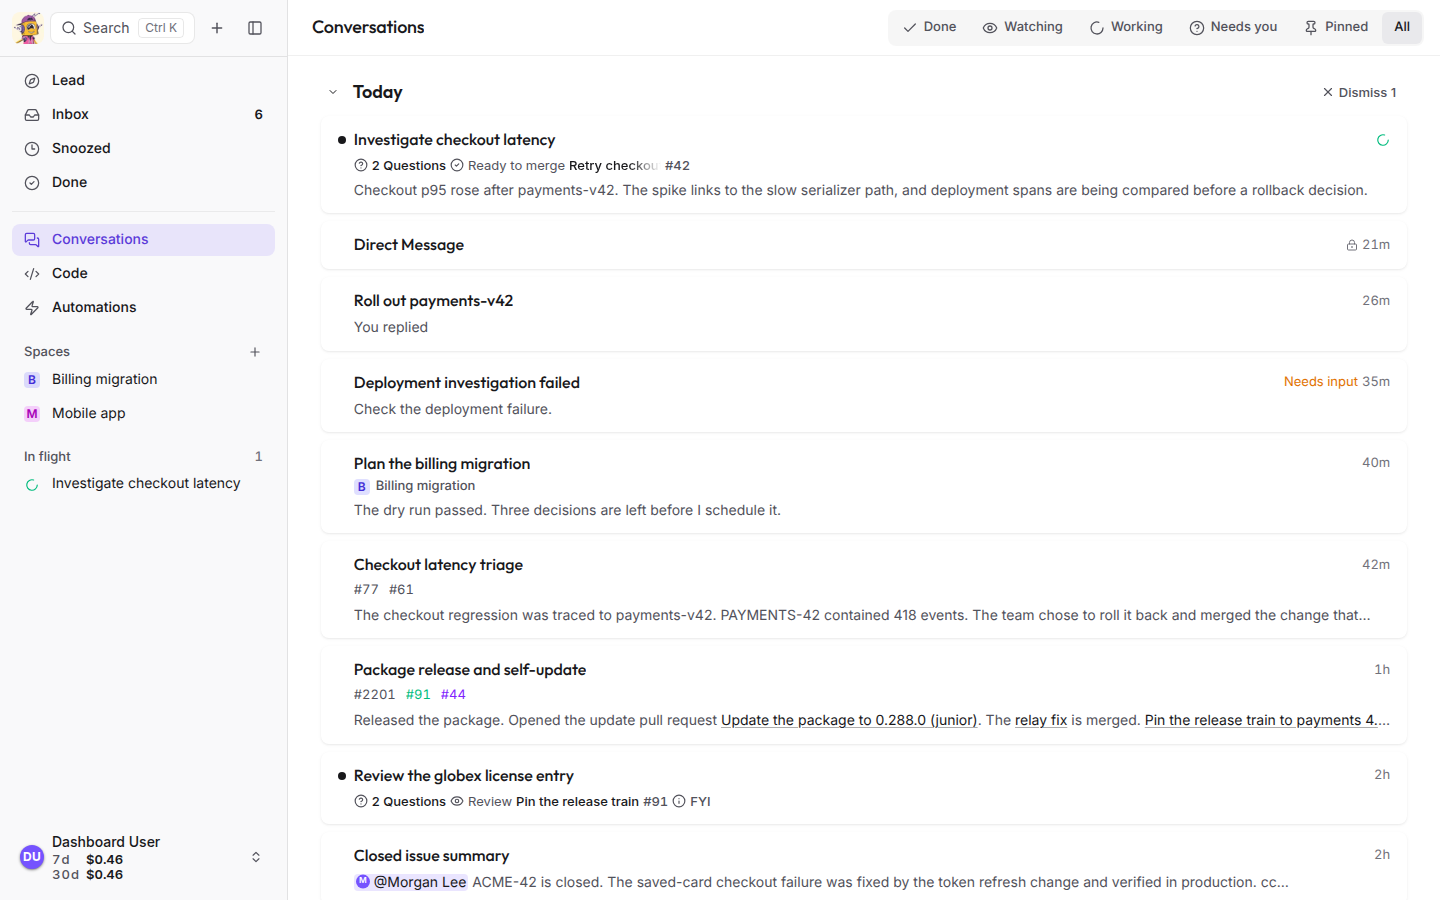 Search Ctrl K
Lead
Inbox 6
Snoozed
Done
Conversations
Code
Automations
Spaces
B Billing migration
M Mobile app
In flight 1
Investigate checkout latency
DU Dashboard User
7d $0.46
30d $0.46
Conversations
Done Watching Working Needs you Pinned All
Today Dismiss 1
Investigate checkout latency
2 Questions Ready to merge Retry checkou #42
Checkout p95 rose after payments-v42. The spike links to the slow serializer path, and deployment spans are being compared before a rollback decision.
Direct Message 21m
Roll out payments-v42 26m
You replied
Deployment investigation failed Needs input 35m
Check the deployment failure.
Plan the billing migration 40m
B Billing migration
The dry run passed. Three decisions are left before I schedule it.
Checkout latency triage 42m
#77 #61
The checkout regression was traced to payments-v42. PAYMENTS-42 contained 418 events. The team chose to roll it back and merged the change that...
Package release and self-update 1h
#2201 #91 #44
Released the package. Opened the update pull request Update the package to 0.288.0 (junior). The relay fix is merged. Pin the release train to payments 4....
Review the globex license entry 2h
2 Questions Review Pin the release train #91 FYI
Closed issue summary 2h
M @Morgan Lee ACME-42 is closed. The saved-card checkout failure was fixed by the token refresh change and verified in production. cc...